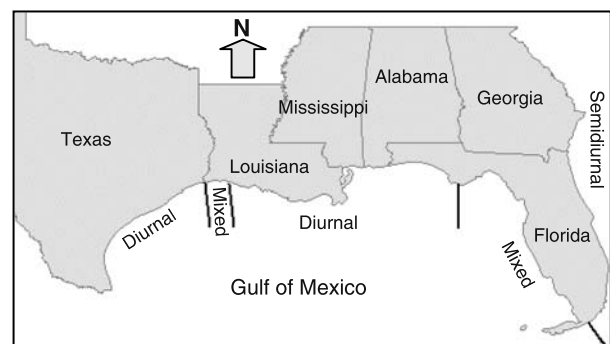 N
Alabama
Mississippi
Georgia
Texas
Louisiana
Semidiurnal
Diurnal
Mixed
Diurnal
Mixed
Florida
Gulf of Mexico